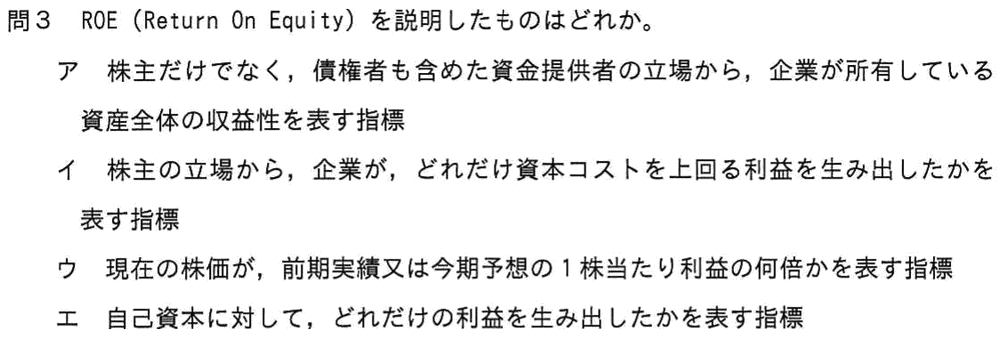 問３　ROE（Return On Equity）を説明したものはどれか。
ア　株主だけでなく，債権者も含めた資金提供者の立場から，企業が所有している
資産全体の収益性を表す指標
イ　株主の立場から，企業が，どれだけ資本コストを上回る利益を生み出したかを
表す指標
ウ　現在の株価が，前期実績又は今期予想の１株当たり利益の何倍かを表す指標
エ　自己資本に対して，どれだけの利益を生み出したかを表す指標